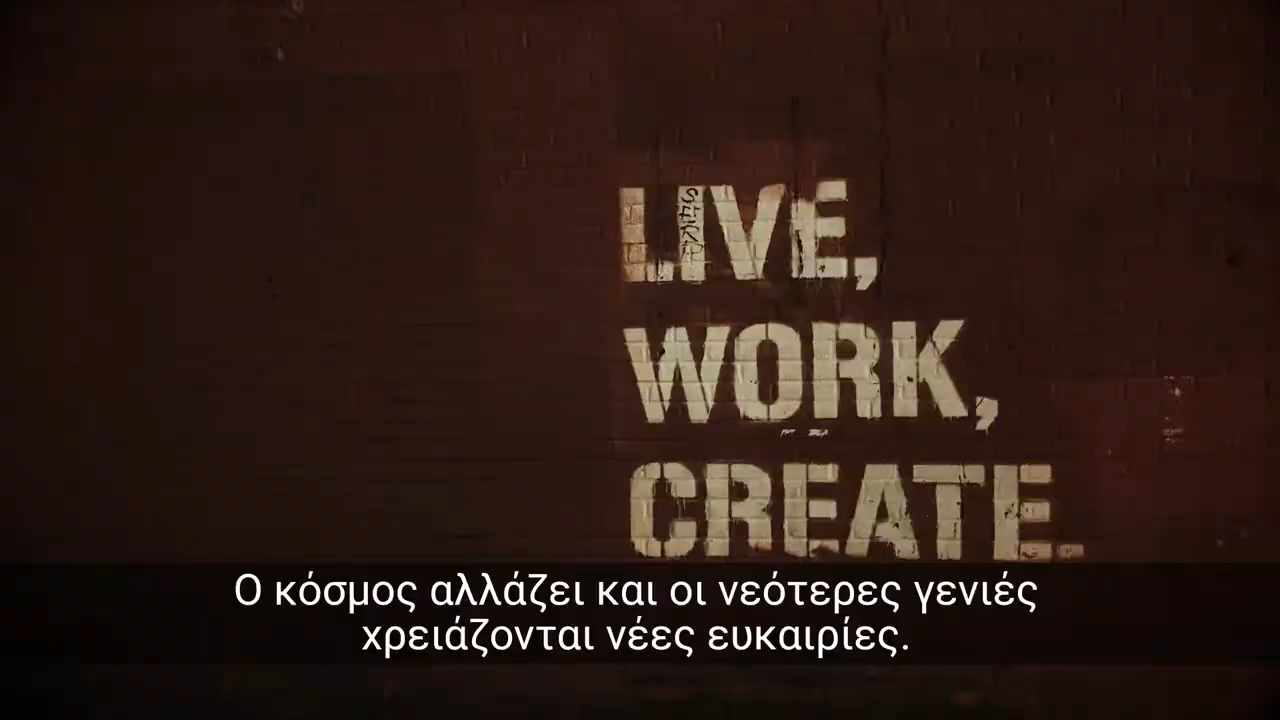 LIVE,
WORK,
CREATE.
Ο κόσμος αλλάζει και οι νεότερες γενιές
χρειάζονται νέες ευκαιρίες.